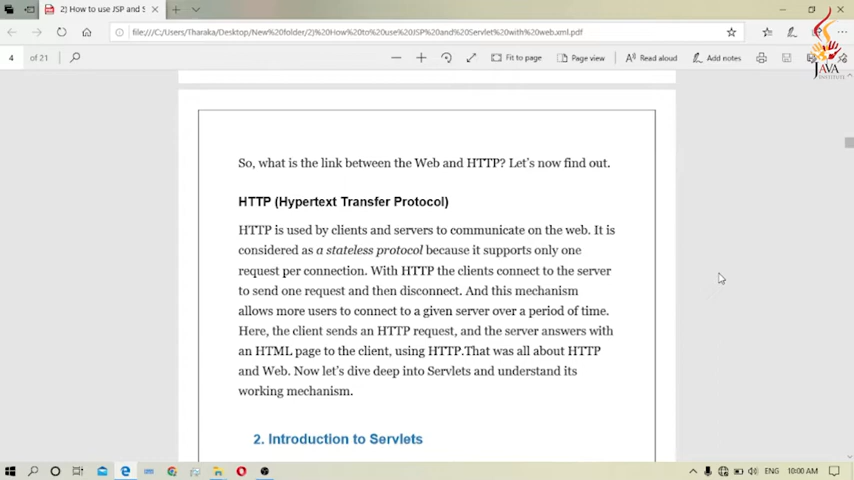 2) How to use JSP and S
file:///C:/Users/Tharaka/Desktop/New%20folder/2)%20How%20to%20use%20JSP%20and%20Servlet%20with%20web.xml.pdf
4 of 21
Fit to page
Page view
Read aloud
Add notes
JAVA
INSTITUTE
So, what is the link between the Web and HTTP? Let's now find out.
HTTP (Hypertext Transfer Protocol)
HTTP is used by clients and servers to communicate on the web. It is
considered as a stateless protocol because it supports only one
request per connection. With HTTP the clients connect to the server
to send one request and then disconnect. And this mechanism
allows more users to connect to a given server over a period of time.
Here, the client sends an HTTP request, and the server answers with
an HTML page to the client, using HTTP.That was all about HTTP
and Web. Now let's dive deep into Servlets and understand its
working mechanism.
2. Introduction to Servlets
ENG
10:00 AM